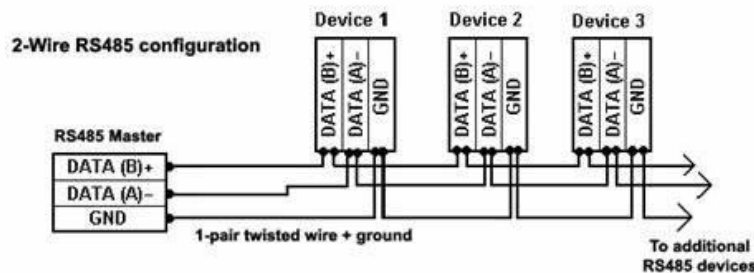 2-Wire RS485 configuration
Device 1
DATA (B)+
DATA (A)–
GND
Device 2
DATA (B)+
DATA (A)–
GND
Device 3
DATA (B)+
DATA (A)–
GND
RS485 Master
DATA (B)+
DATA (A)–
GND
1-pair twisted wire + ground
To additional
RS485 devices